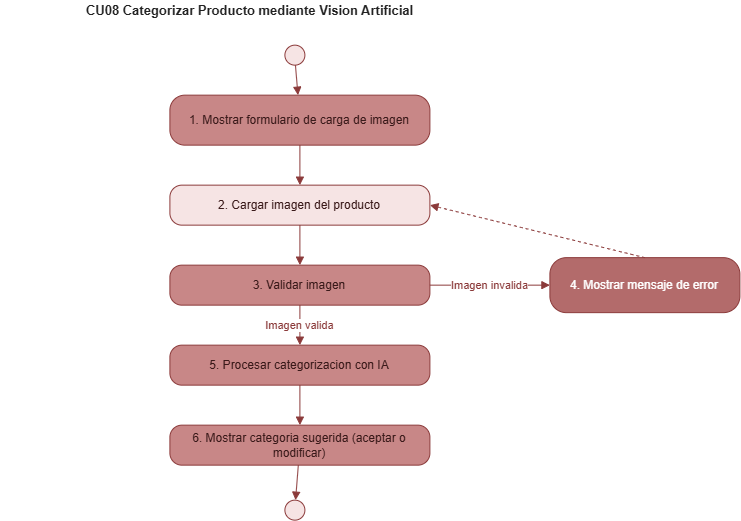 CU08 Categorizar Producto mediante Vision Artificial
1. Mostrar formulario de carga de imagen
2. Cargar imagen del producto
3. Validar imagen
Imagen invalida
4. Mostrar mensaje de error
Imagen valida
5. Procesar categorizacion con IA
6. Mostrar categoria sugerida (aceptar o
modificar)